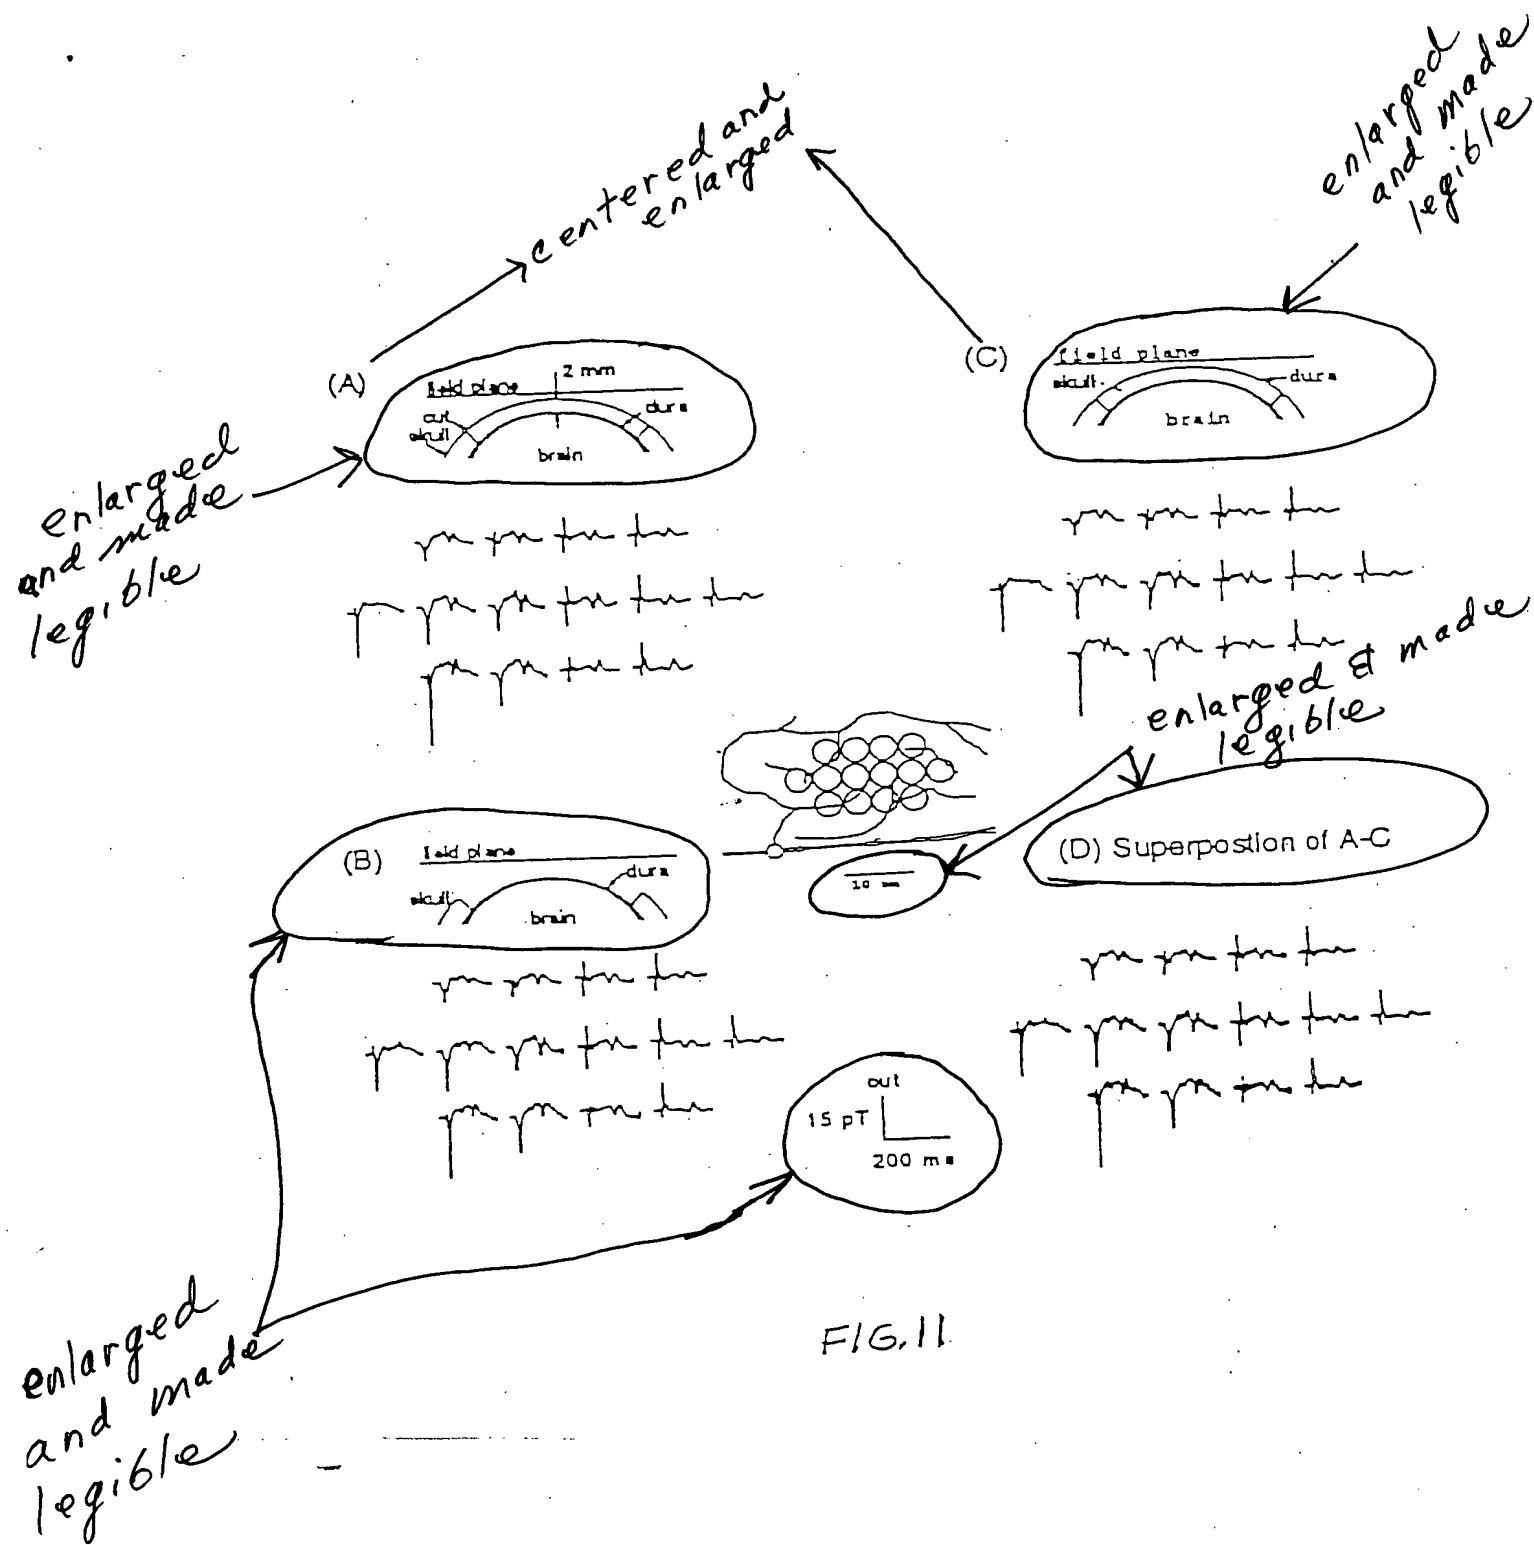 enlarged
and made
legible
centered and
enlarged
(A)
2 mm
field plane
cut
skull
dura
brain
enlarged
and made
legible
(C)
field plane
skull
dura
brain
enlarged & made
legible
(B)
field plane
skull
dura
brain
10
(D) Superpostion of A-C
out
15 pT
200 ms
enlarged
and made
legible
FIG.11